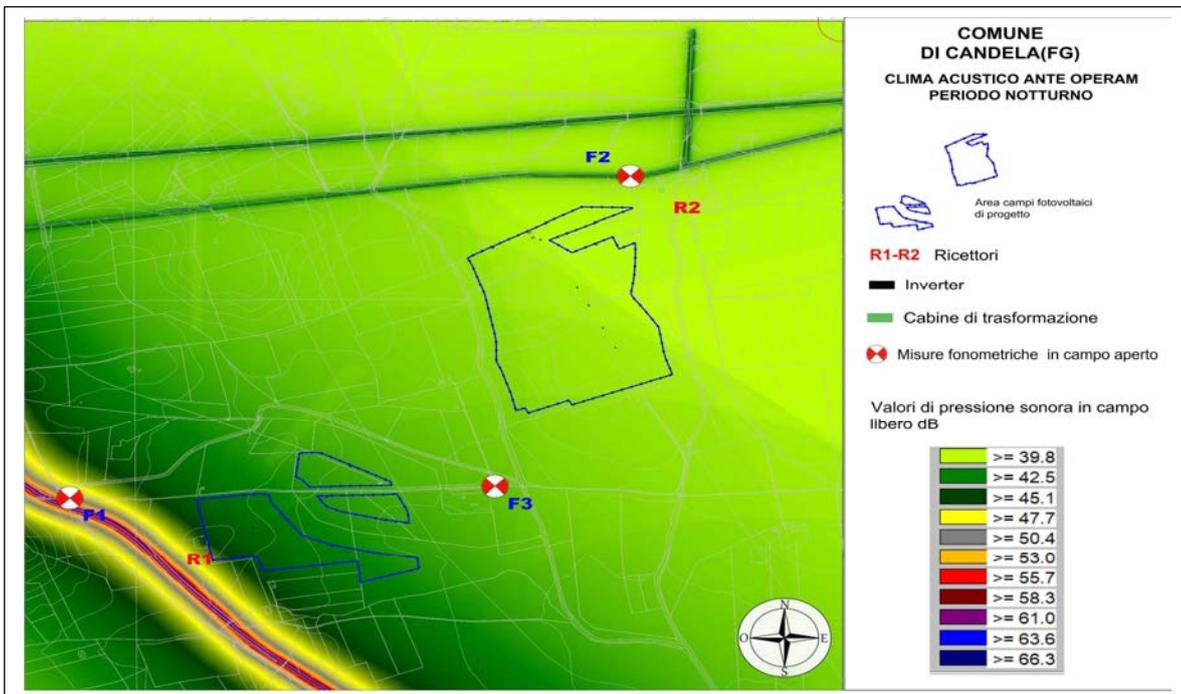 COMUNE
DI CANDELA(FG)
CLIMA ACUSTICO ANTE OPERAM
PERIODO NOTTURNO
Area campi fotovoltaici
di progetto
R1-R2 Ricettori
Inverter
Cabine di trasformazione
Misure fonometriche in campo aperto
Valori di pressione sonora in campo
libero dB
>= 39.8
>= 42.5
>= 45.1
>= 47.7
>= 50.4
>= 53.0
>= 55.7
>= 58.3
>= 61.0
>= 63.6
>= 66.3
F2
R2
F1
F3
R1
N
O
E
S